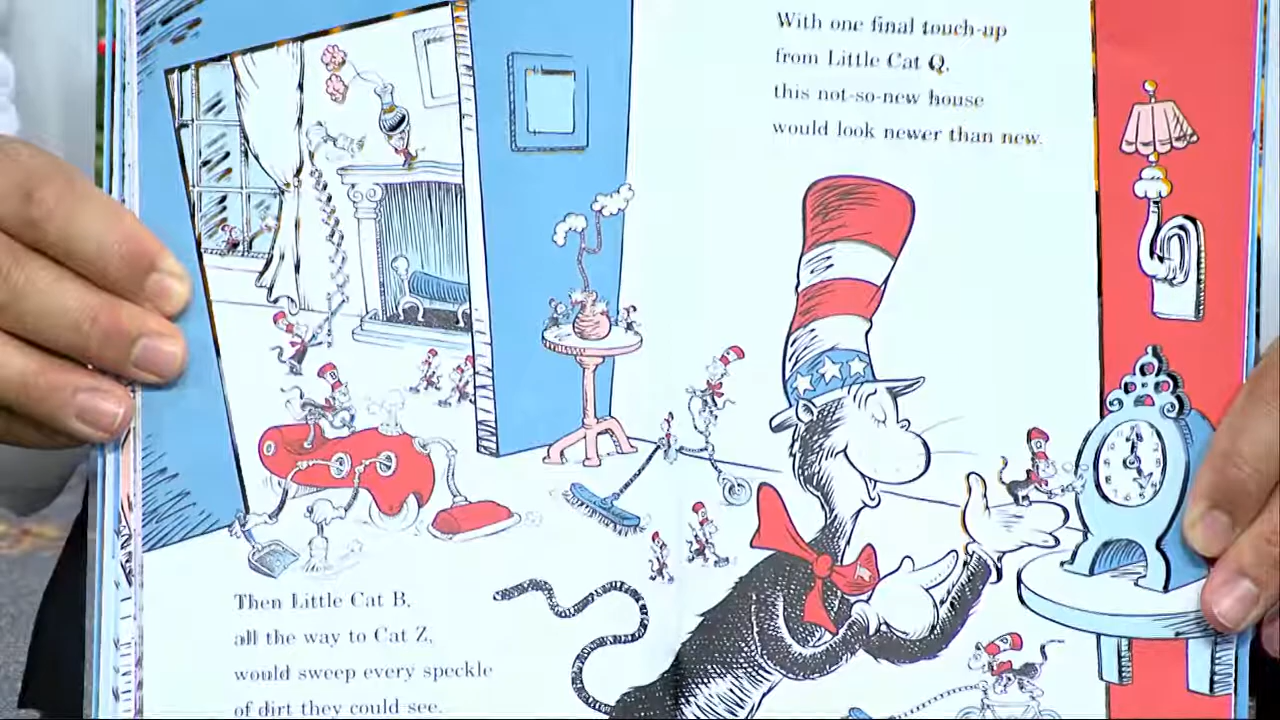 Then Little Cat B,
all the way to Cat Z,
would sweep every speckle
of dirt they could see.
With one final touch-up
from Little Cat Q,
this not-so-new house
would look newer than new.